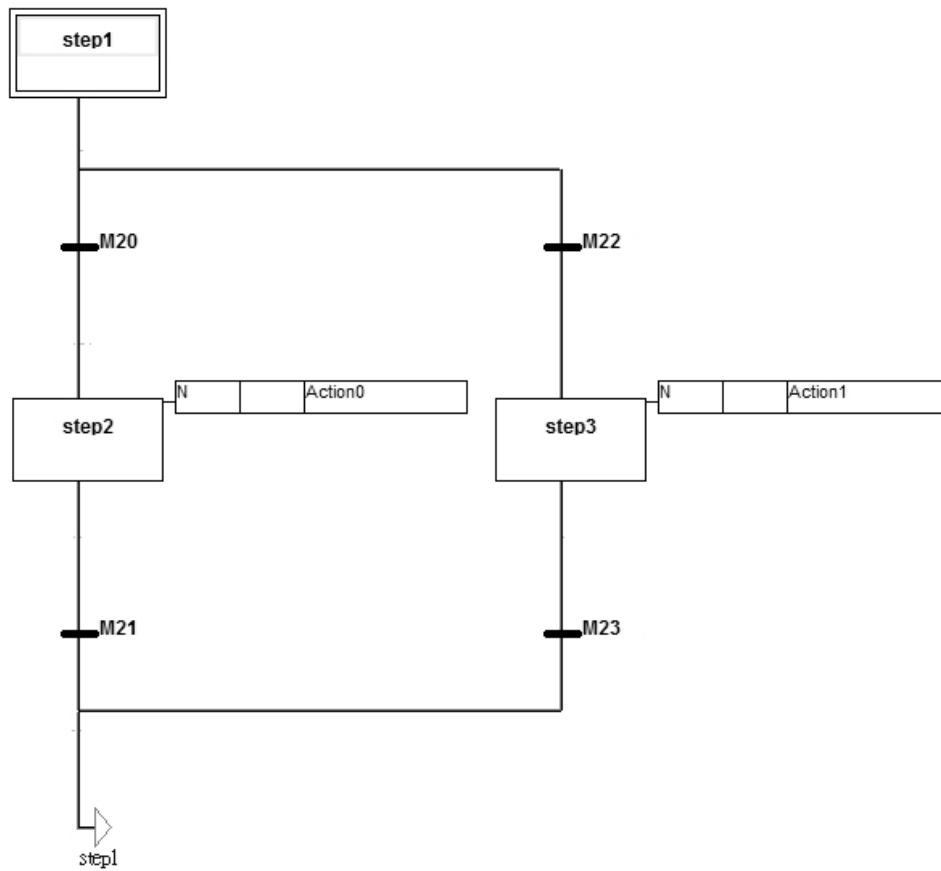 step1
M20
M22
N Action0
N Action1
step2
step3
M21
M23
step1